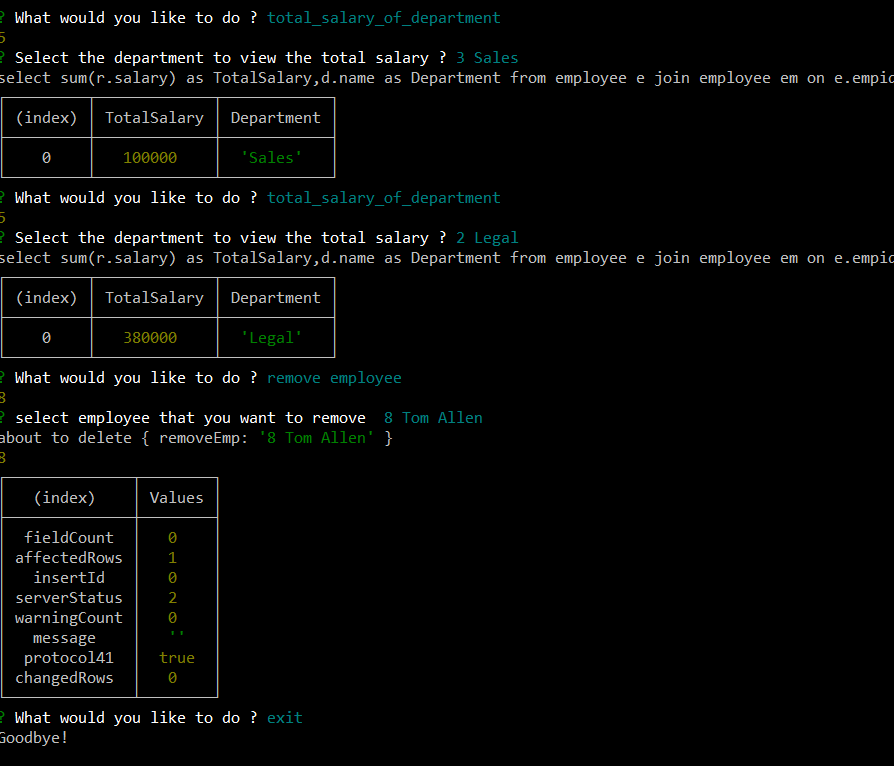 ? What would you like to do ? total_salary_of_department
5
? Select the department to view the total salary ? 3 Sales
select sum(r.salary) as TotalSalary,d.name as Department from employee e join employee em on e.empid
(index) TotalSalary Department
0 100000 'Sales'
? What would you like to do ? total_salary_of_department
5
? Select the department to view the total salary ? 2 Legal
select sum(r.salary) as TotalSalary,d.name as Department from employee e join employee em on e.empid
(index) TotalSalary Department
0 380000 'Legal'
? What would you like to do ? remove employee
8
? select employee that you want to remove  8 Tom Allen
about to delete { removeEmp: '8 Tom Allen' }
8
(index) Values
fieldCount 0
affectedRows 1
insertId 0
serverStatus 2
warningCount 0
message ''
protocol41 true
changedRows 0
? What would you like to do ? exit
Goodbye!